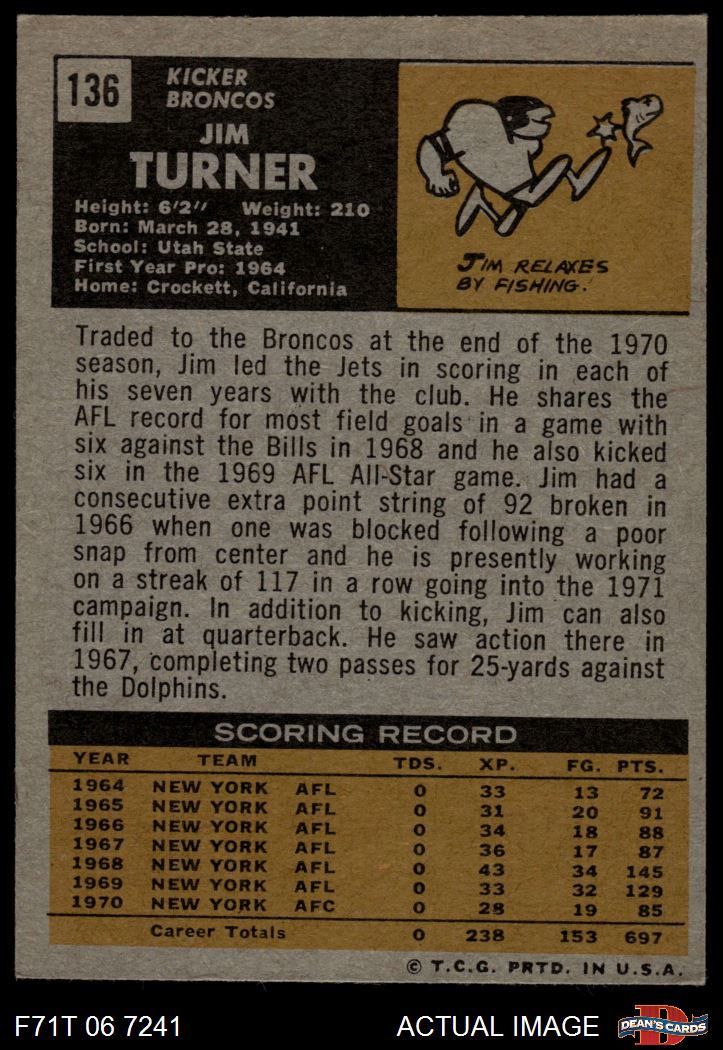 136
KICKER
BRONCOS
JIM
TURNER
Height: 6'2" Weight: 210
Born: March 28, 1941
School: Utah State
First Year Pro: 1964
Home: Crockett, California
JIM RELAXES
BY FISHING.
Traded to the Broncos at the end of the 1970
season, Jim led the Jets in scoring in each of
his seven years with the club. He shares the
AFL record for most field goals in a game with
six against the Bills in 1968 and he also kicked
six in the 1969 AFL All-Star game. Jim had a
consecutive extra point string of 92 broken in
1966 when one was blocked following a poor
snap from center and he is presently working
on a streak of 117 in a row going into the 1971
campaign. In addition to kicking, Jim can also
fill in at quarterback. He saw action there in
1967, completing two passes for 25-yards against
the Dolphins.
SCORING RECORD
YEAR TEAM TDS. XP. FG. PTS.
1964 NEW YORK AFL 0 33 13 72
1965 NEW YORK AFL 0 31 20 91
1966 NEW YORK AFL 0 34 18 88
1967 NEW YORK AFL 0 36 17 87
1968 NEW YORK AFL 0 43 34 145
1969 NEW YORK AFL 0 33 32 129
1970 NEW YORK AFC 0 28 19 85
Career Totals 0 238 153 697
© T.C.G. PRTD. IN U.S.A.
F71T 06 7241 ACTUAL IMAGE D DEAN'S CARDS